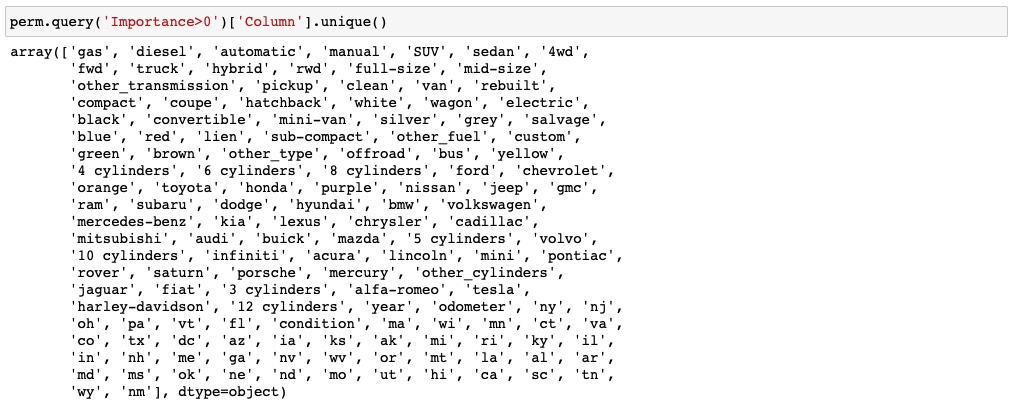 perm.query('Importance>0')['Column'].unique()
array(['gas', 'diesel', 'automatic', 'manual', 'SUV', 'sedan', '4wd',
'fwd', 'truck', 'hybrid', 'rwd', 'full-size', 'mid-size',
'other_transmission', 'pickup', 'clean', 'van', 'rebuilt',
'compact', 'coupe', 'hatchback', 'white', 'wagon', 'electric',
'black', 'convertible', 'mini-van', 'silver', 'grey', 'salvage',
'blue', 'red', 'lien', 'sub-compact', 'other_fuel', 'custom',
'green', 'brown', 'other_type', 'offroad', 'bus', 'yellow',
'4 cylinders', '6 cylinders', '8 cylinders', 'ford', 'chevrolet',
'orange', 'toyota', 'honda', 'purple', 'nissan', 'jeep', 'gmc',
'ram', 'subaru', 'dodge', 'hyundai', 'bmw', 'volkswagen',
'mercedes-benz', 'kia', 'lexus', 'chrysler', 'cadillac',
'mitsubishi', 'audi', 'buick', 'mazda', '5 cylinders', 'volvo',
'10 cylinders', 'infiniti', 'acura', 'lincoln', 'mini', 'pontiac',
'rover', 'saturn', 'porsche', 'mercury', 'other_cylinders',
'jaguar', 'fiat', '3 cylinders', 'alfa-romeo', 'tesla',
'harley-davidson', '12 cylinders', 'year', 'odometer', 'ny', 'nj',
'oh', 'pa', 'vt', 'fl', 'condition', 'ma', 'wi', 'mn', 'ct', 'va',
'co', 'tx', 'dc', 'az', 'ia', 'ks', 'ak', 'mi', 'ri', 'ky', 'il',
'in', 'nh', 'me', 'ga', 'nv', 'wv', 'or', 'mt', 'la', 'al', 'ar',
'md', 'ms', 'ok', 'ne', 'nd', 'mo', 'ut', 'hi', 'ca', 'sc', 'tn',
'wy', 'nm'], dtype=object)